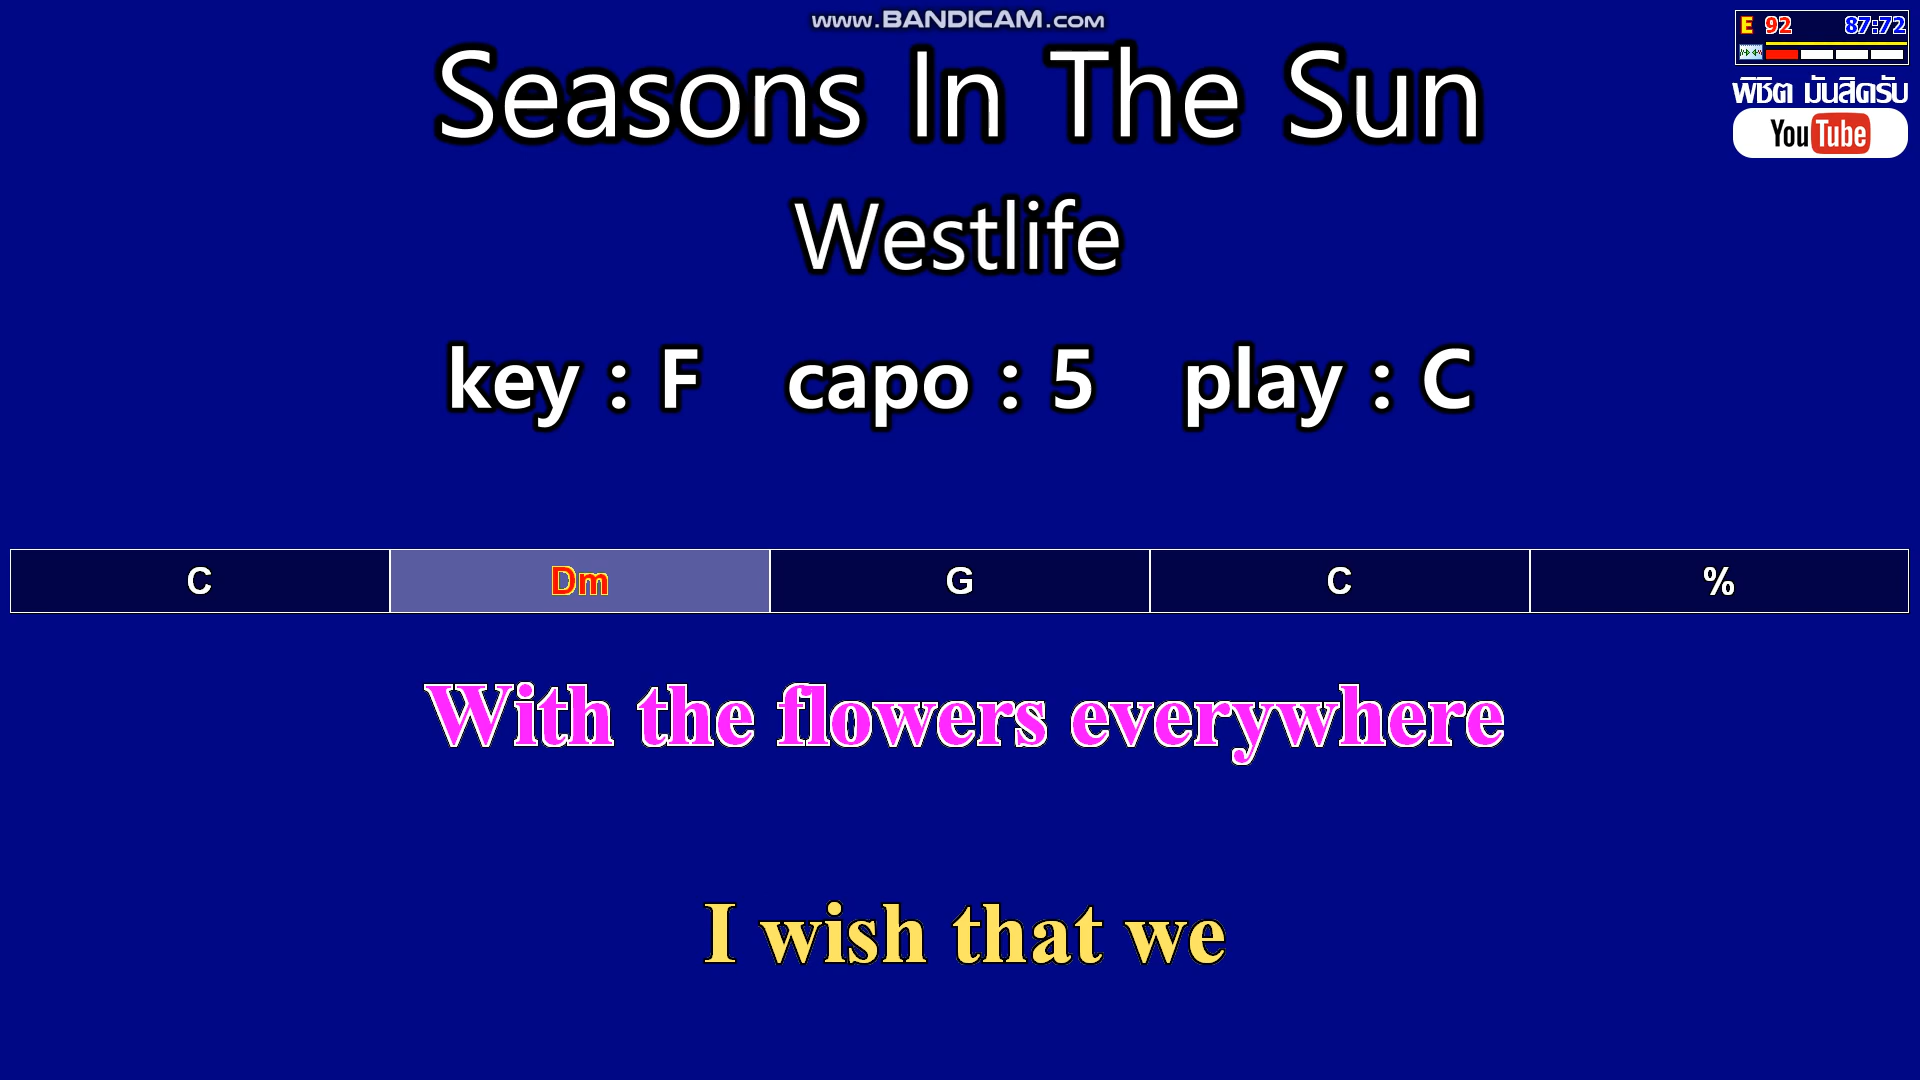 www.BANDICAM.com
E 92 87:72
พิชิต มันสิดรับ
YouTube
Seasons In The Sun
Westlife
key : F capo : 5 play : C
C Dm G C %
With the flowers everywhere
I wish that we